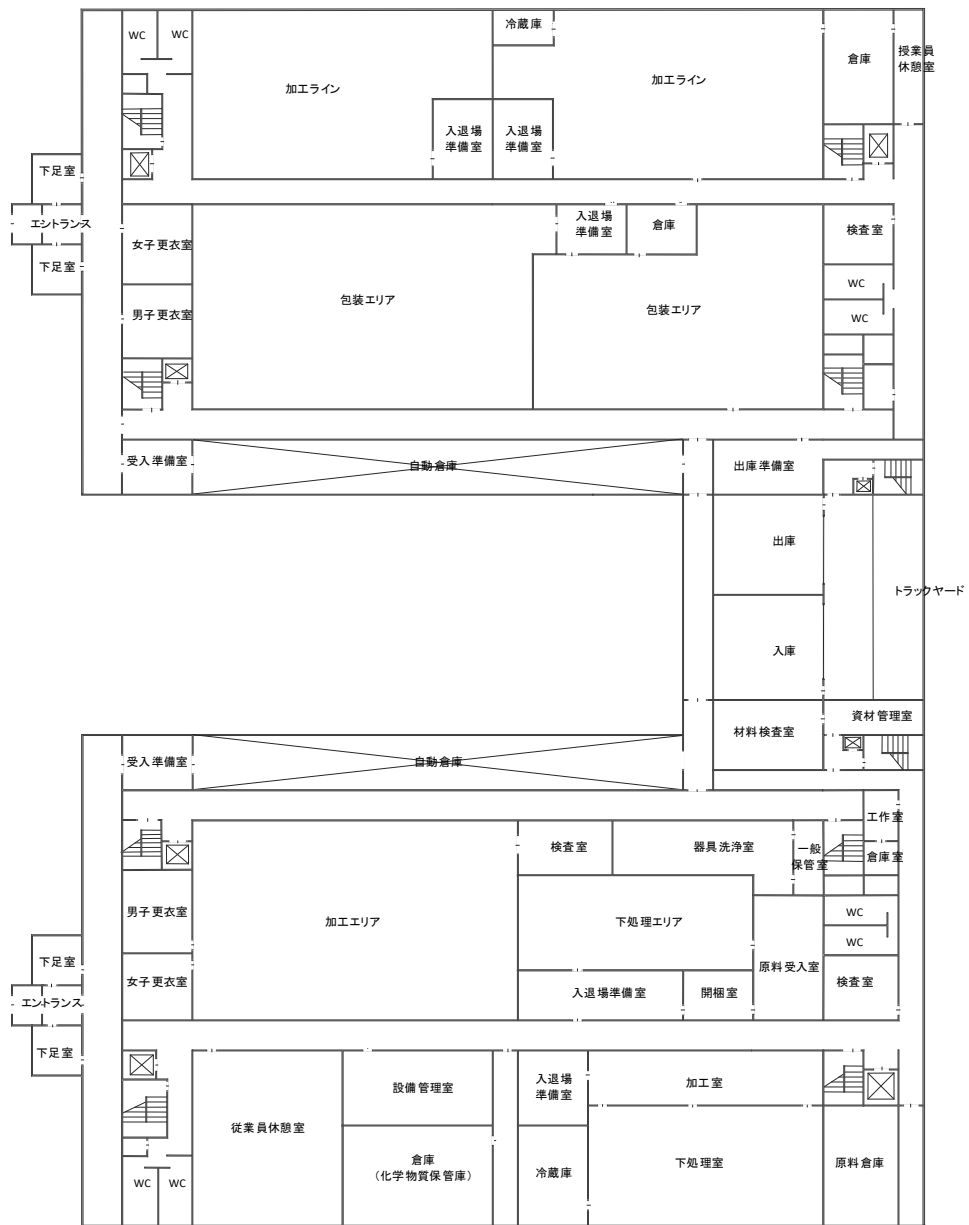 冷蔵庫
WC
WC
倉庫
授業員
休憩室
加工ライン
加工ライン
入退場
準備室
入退場
準備室
下足室
エントランス
下足室
女子更衣室
入退場
準備室
倉庫
検査室
WC
男子更衣室
包装エリア
包装エリア
WC
受入準備室
自動倉庫
出庫準備室
出庫
トラックヤード
入庫
資材管理室
材料検査室
受入準備室
自動倉庫
工作室
検査室
器具洗浄室
一般
保管室
倉庫室
男子更衣室
加工エリア
下処理エリア
WC
WC
下足室
原料受入室
女子更衣室
入退場準備室
開梱室
検査室
エントランス
下足室
設備管理室
入退場
準備室
加工室
従業員休憩室
倉庫
（化学物質保管庫）
冷蔵庫
下処理室
原料倉庫
WC
WC